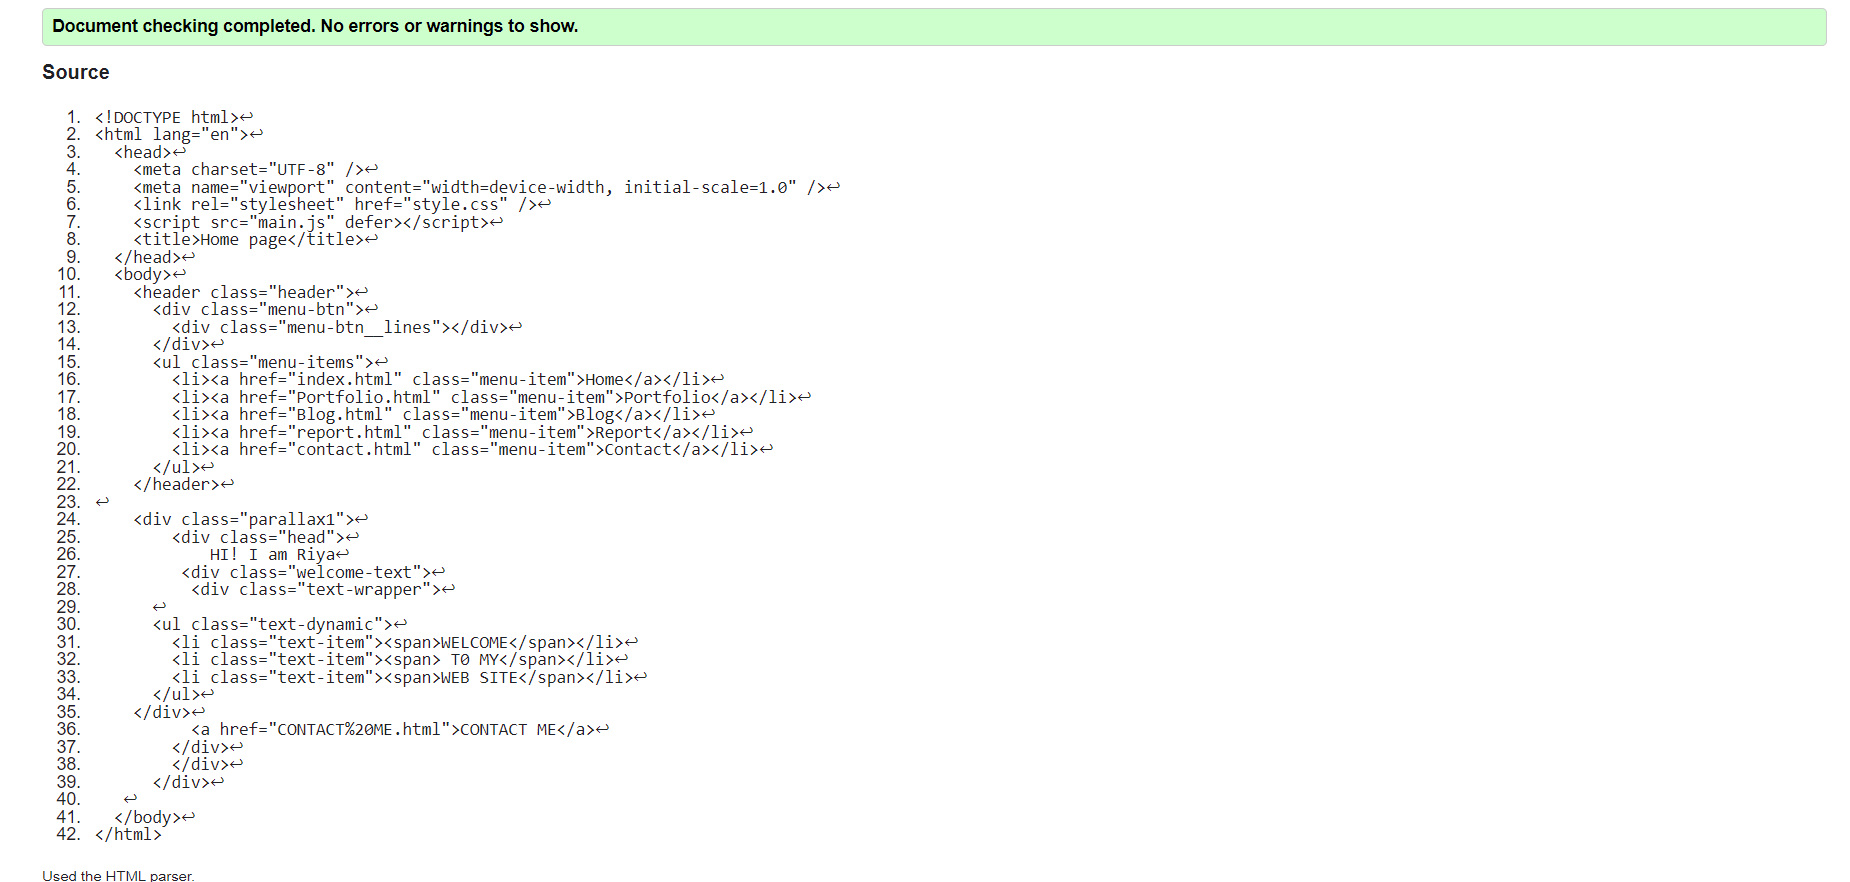 Document checking completed. No errors or warnings to show.
Source
1. <!DOCTYPE html>↩
2. <html lang="en">↩
3.   <head>↩
4.     <meta charset="UTF-8" />↩
5.     <meta name="viewport" content="width=device-width, initial-scale=1.0" />↩
6.     <link rel="stylesheet" href="style.css" />↩
7.     <script src="main.js" defer></script>↩
8.     <title>Home page</title>↩
9.   </head>↩
10.   <body>↩
11.     <header class="header">↩
12.       <div class="menu-btn">↩
13.         <div class="menu-btn__lines"></div>↩
14.       </div>↩
15.       <ul class="menu-items">↩
16.         <li><a href="index.html" class="menu-item">Home</a></li>↩
17.         <li><a href="Portfolio.html" class="menu-item">Portfolio</a></li>↩
18.         <li><a href="Blog.html" class="menu-item">Blog</a></li>↩
19.         <li><a href="report.html" class="menu-item">Report</a></li>↩
20.         <li><a href="contact.html" class="menu-item">Contact</a></li>↩
21.       </ul>↩
22.     </header>↩
23. ↩
24.     <div class="parallax1">↩
25.         <div class="head">↩
26.             HI! I am Riya↩
27.          <div class="welcome-text">↩
28.           <div class="text-wrapper">↩
29.       ↩
30.       <ul class="text-dynamic">↩
31.         <li class="text-item"><span>WELCOME</span></li>↩
32.         <li class="text-item"><span> T0 MY</span></li>↩
33.         <li class="text-item"><span>WEB SITE</span></li>↩
34.       </ul>↩
35.     </div>↩
36.           <a href="CONTACT%20ME.html">CONTACT ME</a>↩
37.         </div>↩
38.         </div>↩
39.       </div>↩
40.    ↩
41.   </body>↩
42. </html>
Used the HTML parser.